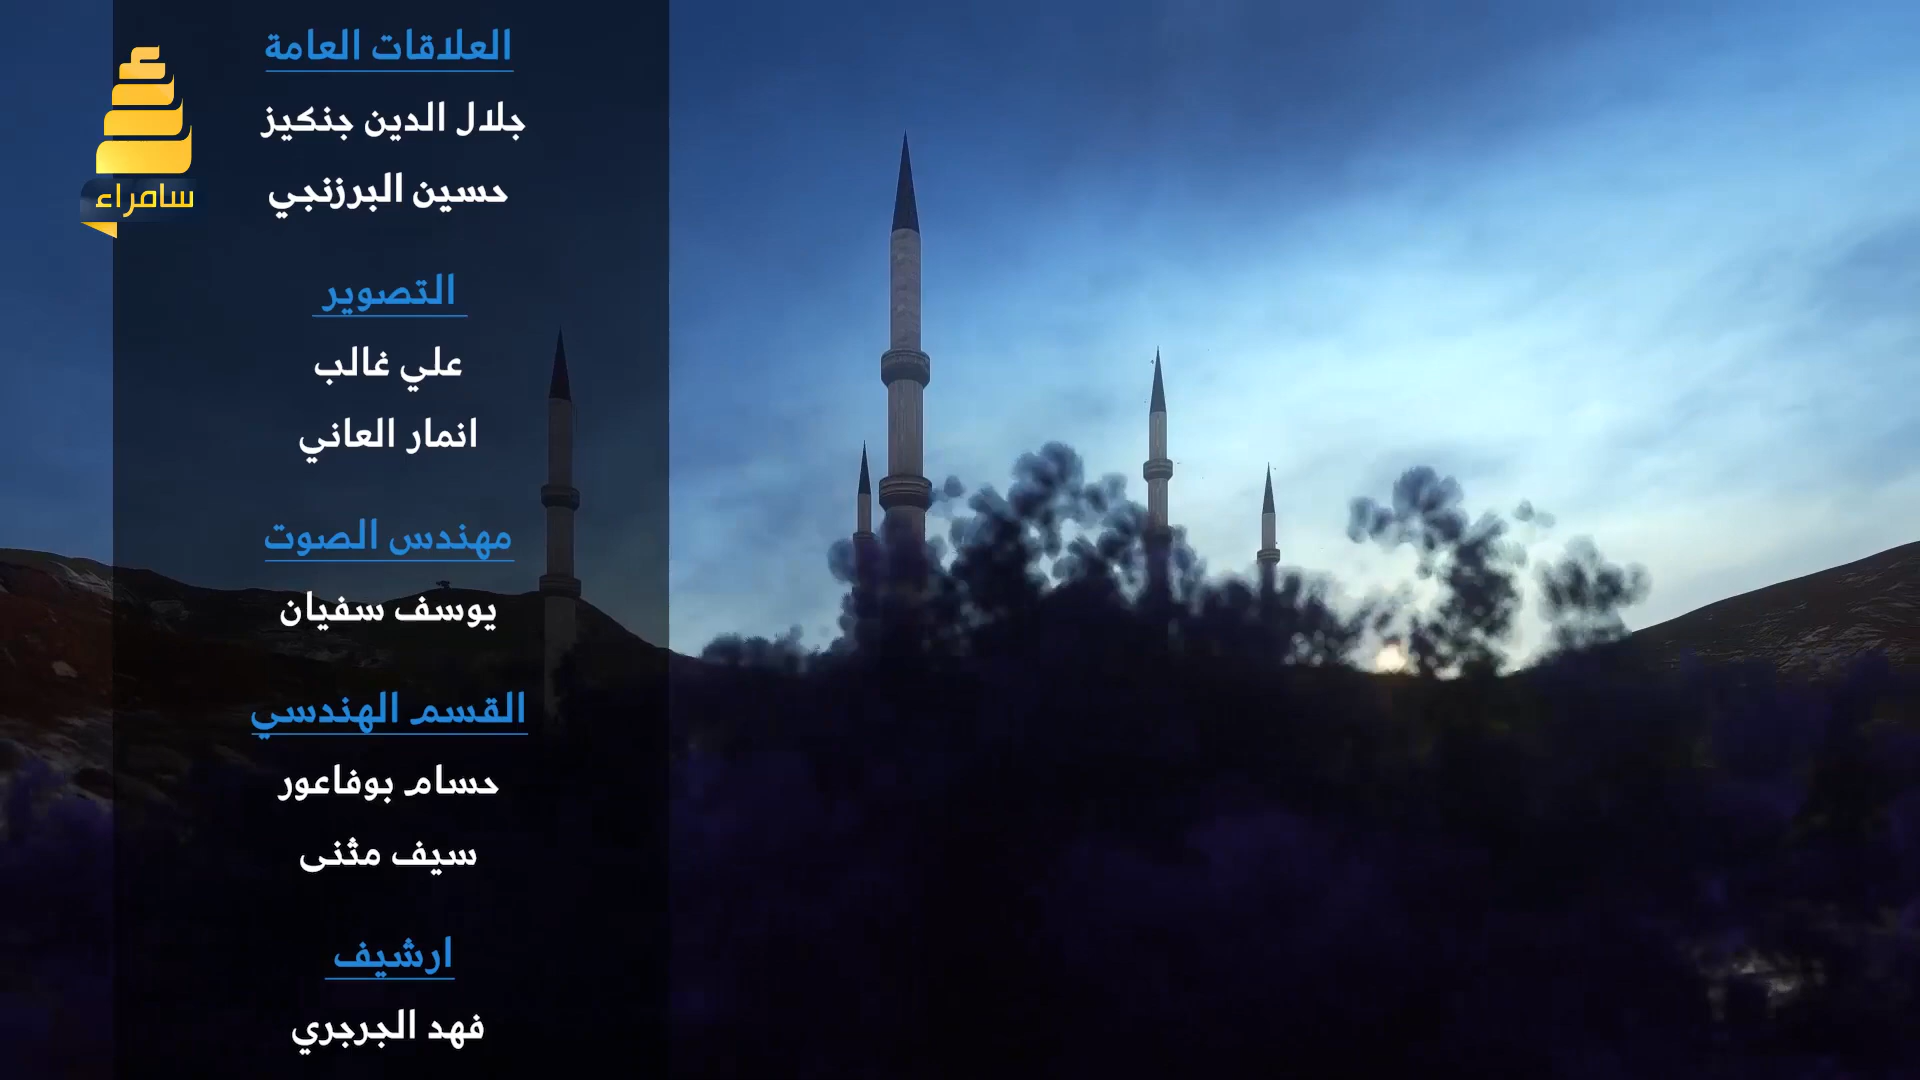 العلاقات العامة
جلال الدين جنكيز
حسين البرزنجي
سامراء
التصوير
علي غالب
انمار العاني
مهندس الصوت
يوسف سفيان
القسم الهندسي
حسام بوفاعور
سيف مثنى
ارشيف
فهد الجرجري